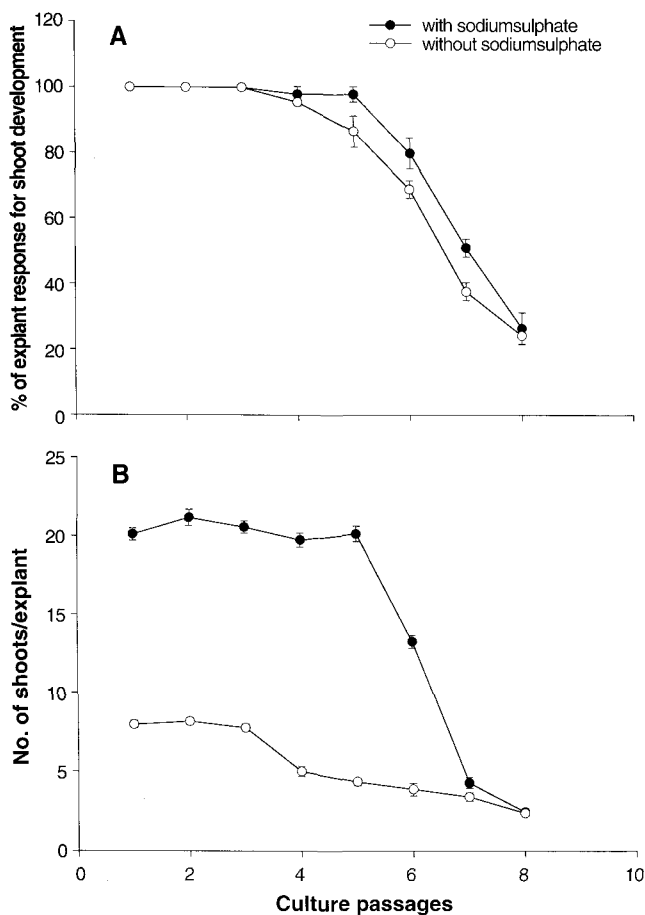 120
A
with sodiumsulphate
without sodiumsulphate
100
80
60
40
20
0
% of explant response for shoot development
25
B
20
15
10
5
0
No. of shoots/explant
0 2 4 6 8 10
Culture passages